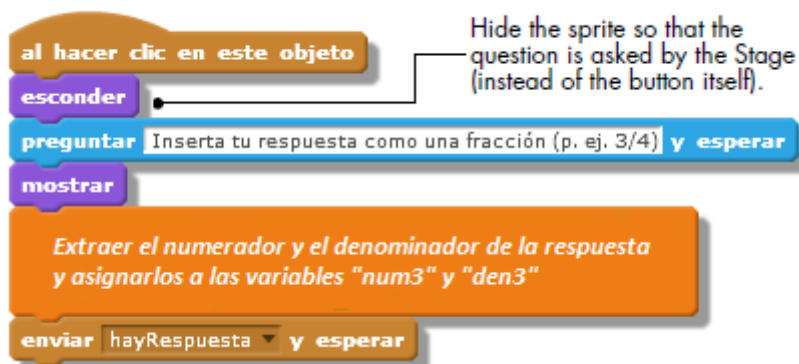 al hacer clic en este objeto
Hide the sprite so that the
question is asked by the Stage
(instead of the button itself).
esconder
preguntar Inserta tu respuesta como una fracción (p. ej. 3/4) y esperar
mostrar
Extraer el numerador y el denominador de la respuesta
y asignarlos a las variables "num3" y "den3"
enviar hayRespuesta y esperar